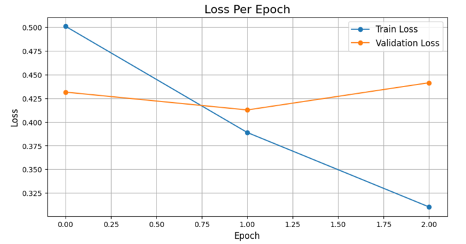 Loss Per Epoch
Train Loss
Validation Loss
Loss
0.500
0.475
0.450
0.425
0.400
0.375
0.350
0.325
0.00 0.25 0.50 0.75 1.00 1.25 1.50 1.75 2.00
Epoch